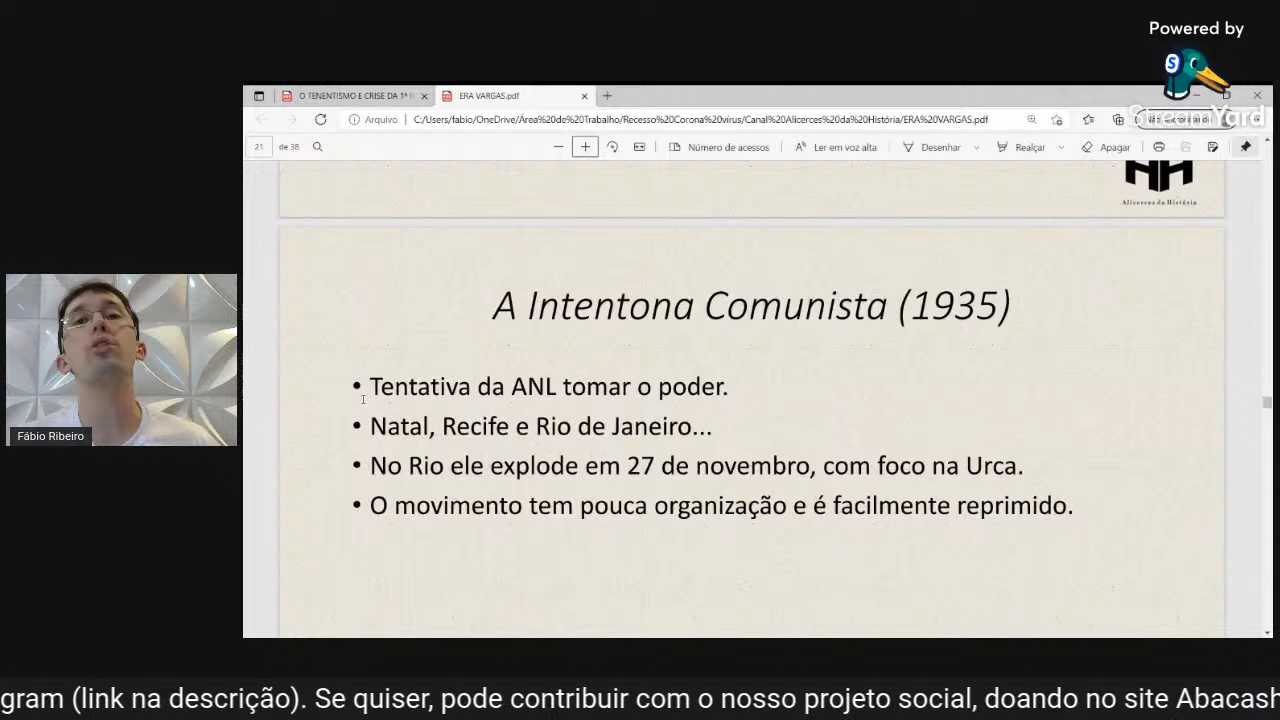 Powered by
StreamYard
O TENENTISMO E CRISE DA 1ª
ERA VARGAS.pdf
Arquivo
C:/Users/fabio/OneDrive/Área%20de%20Trabalho/Recesso%20Corona%20vírus/Canal%20Alicerces%20da%20História/ERA%20VARGAS.pdf
21 de 38
Número de acessos
Ler em voz alta
Desenhar
Realçar
Apagar
Alicerces da História
A Intentona Comunista (1935)
• Tentativa da ANL tomar o poder.
• Natal, Recife e Rio de Janeiro...
• No Rio ele explode em 27 de novembro, com foco na Urca.
• O movimento tem pouca organização e é facilmente reprimido.
Fábio Ribeiro
gram (link na descrição). Se quiser, pode contribuir com o nosso projeto social, doando no site Abacash